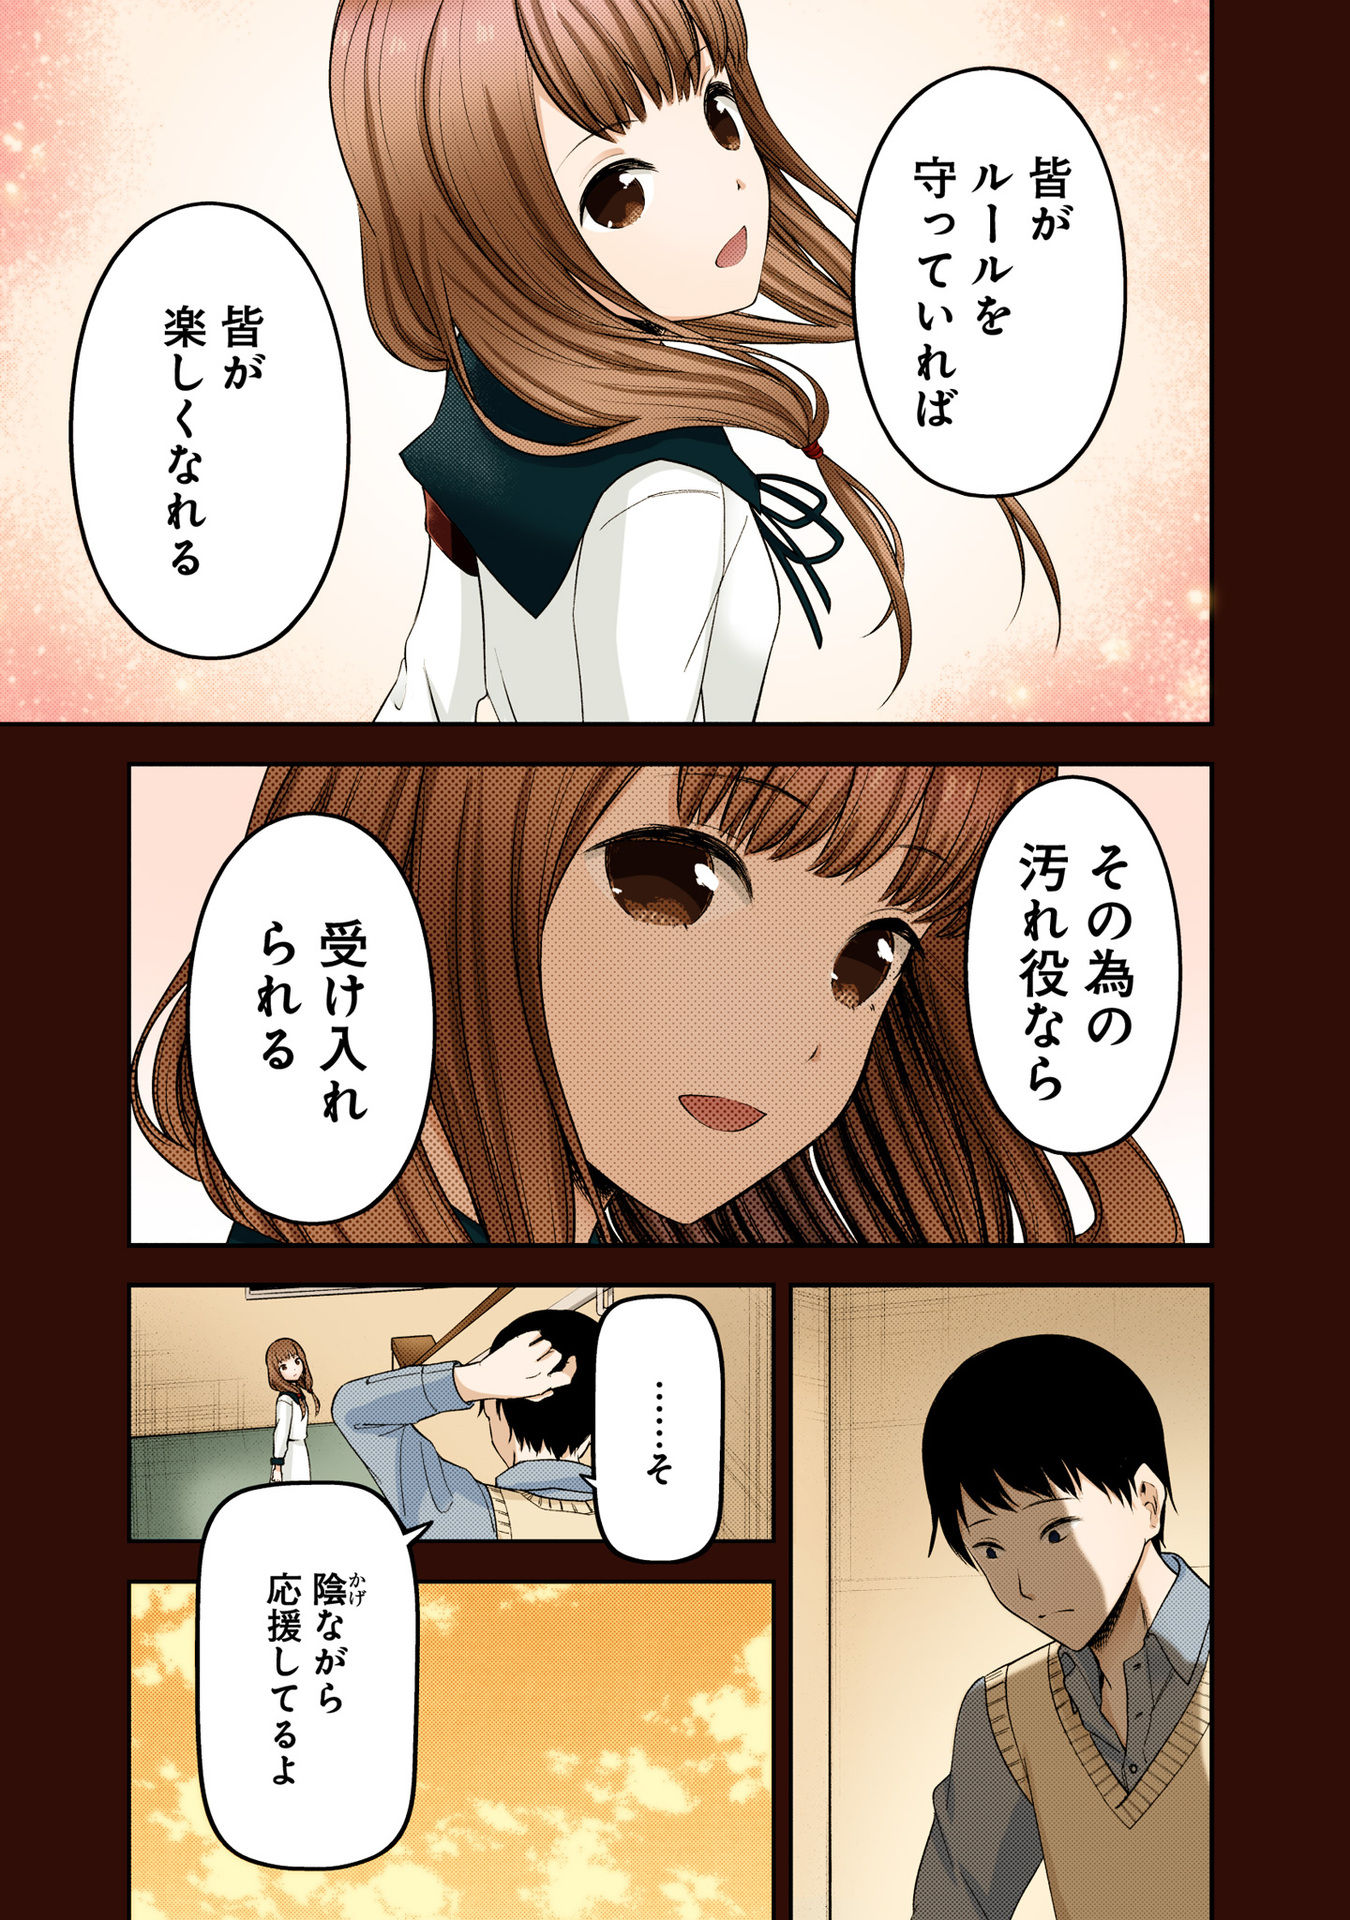 皆が
ルールを
守っていれば
皆が
楽しくなれる
その為の
汚れ役なら
受け入れ
られる
……そ
陰ながら
かげ
応援してるよ